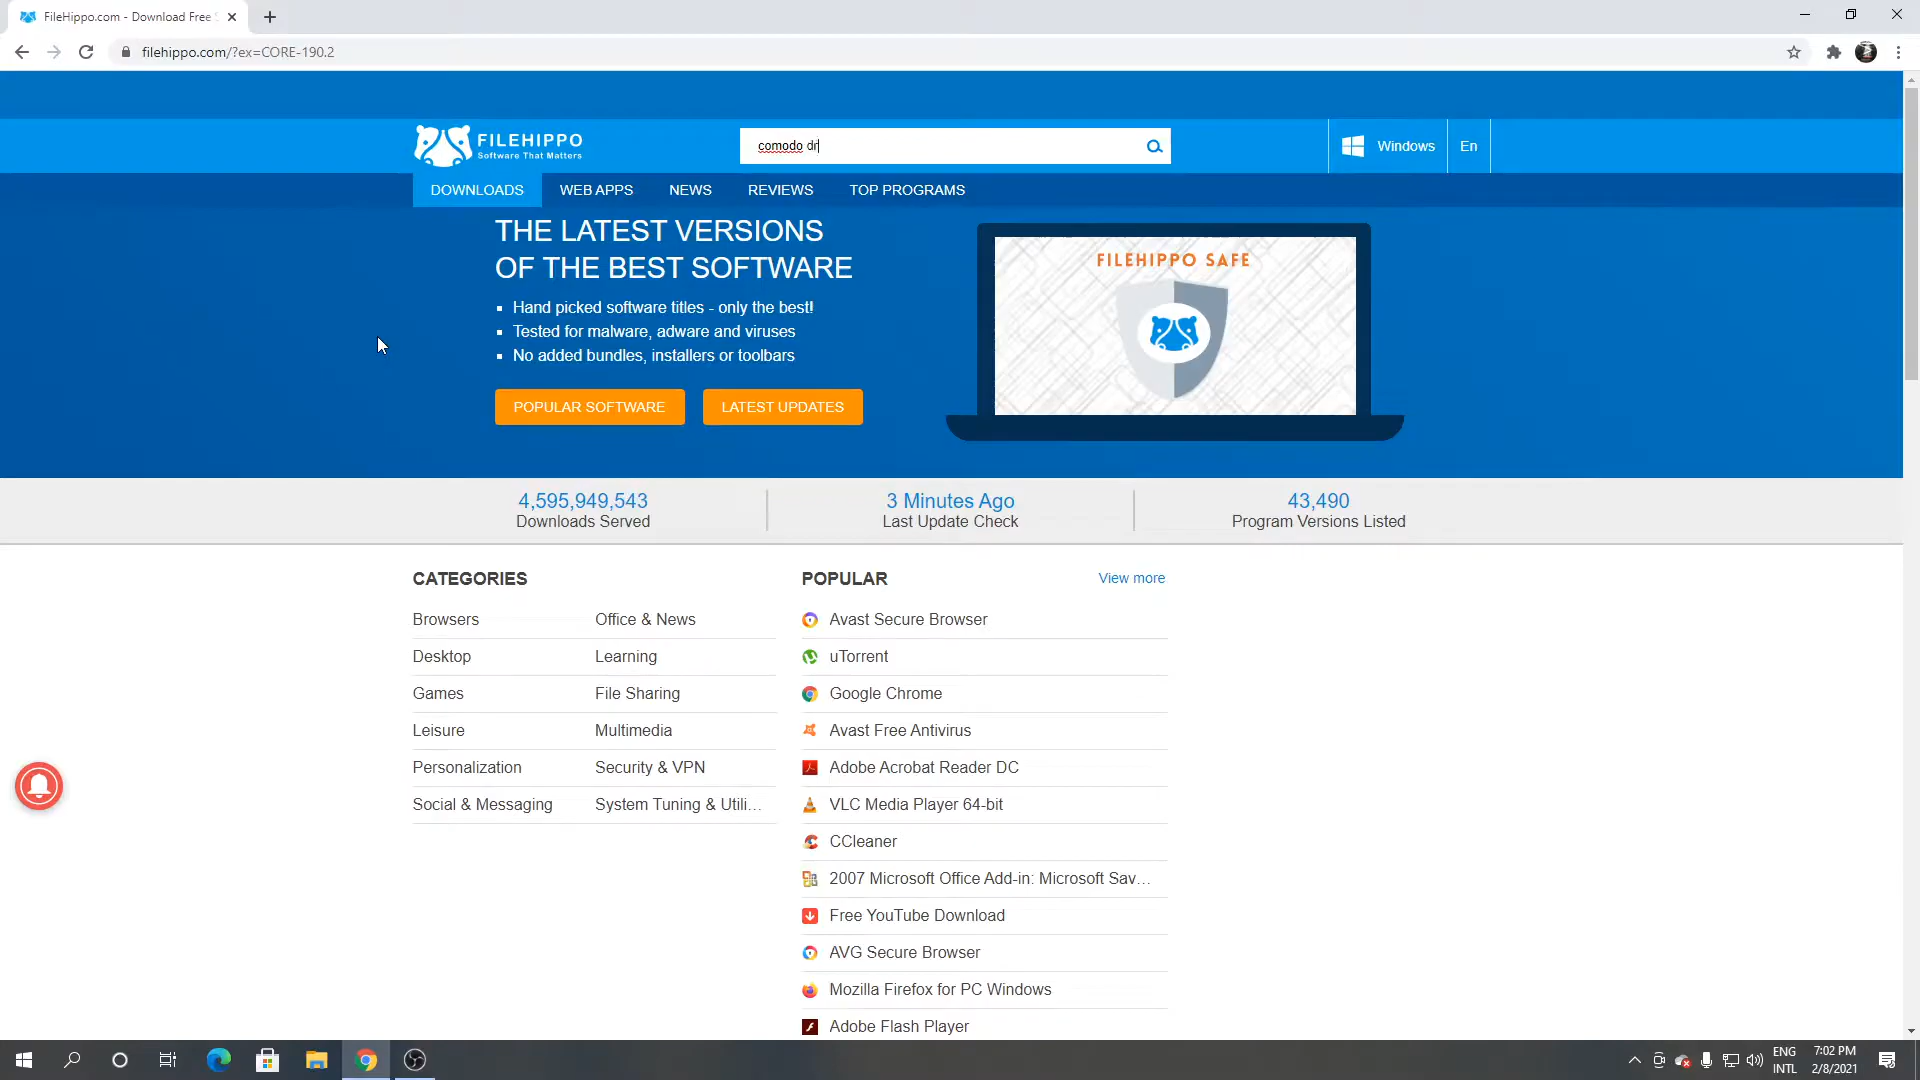 FileHippo.com - Download Free S
filehippo.com/?ex=CORE-190.2
FILEHIPPO
Software That Matters
comodo dr
Windows
En
DOWNLOADS
WEB APPS
NEWS
REVIEWS
TOP PROGRAMS
THE LATEST VERSIONS
OF THE BEST SOFTWARE
Hand picked software titles - only the best!
Tested for malware, adware and viruses
No added bundles, installers or toolbars
POPULAR SOFTWARE
LATEST UPDATES
FILEHIPPO SAFE
4,595,949,543
Downloads Served
3 Minutes Ago
Last Update Check
43,490
Program Versions Listed
CATEGORIES
Browsers
Office & News
Desktop
Learning
Games
File Sharing
Leisure
Multimedia
Personalization
Security & VPN
Social & Messaging
System Tuning & Utili...
POPULAR
View more
Avast Secure Browser
uTorrent
Google Chrome
Avast Free Antivirus
Adobe Acrobat Reader DC
VLC Media Player 64-bit
CCleaner
2007 Microsoft Office Add-in: Microsoft Sav...
Free YouTube Download
AVG Secure Browser
Mozilla Firefox for PC Windows
Adobe Flash Player
ENG
INTL
7:02 PM
2/8/2021